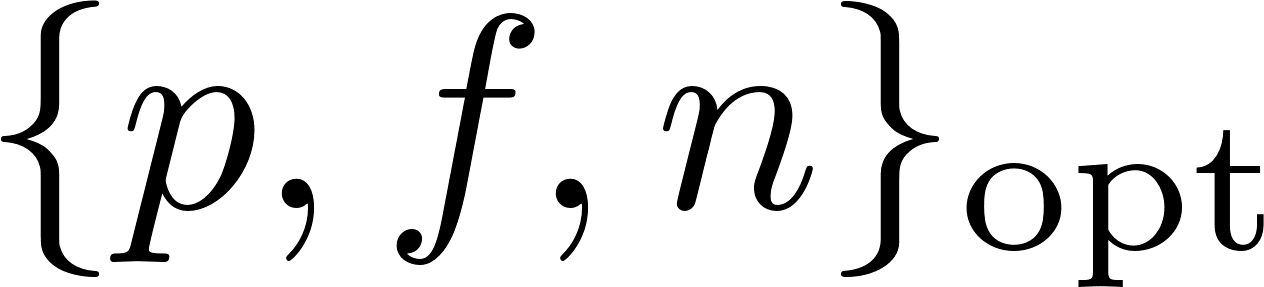 {p, f, n}opt